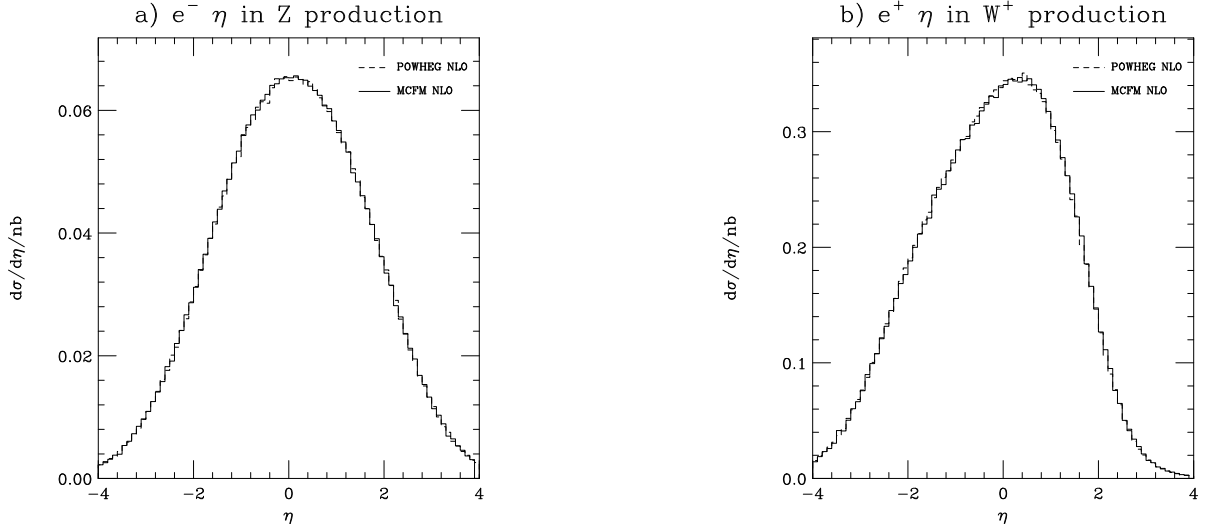 a) e⁻ η in Z production
POWHEG NLO
MCFM NLO
dσ/dη/nb
0.06
0.04
0.02
0.00
−4
−2
0
2
4
η
b) e⁺ η in W⁺ production
POWHEG NLO
MCFM NLO
dσ/dη/nb
0.3
0.2
0.1
0.0
−4
−2
0
2
4
η